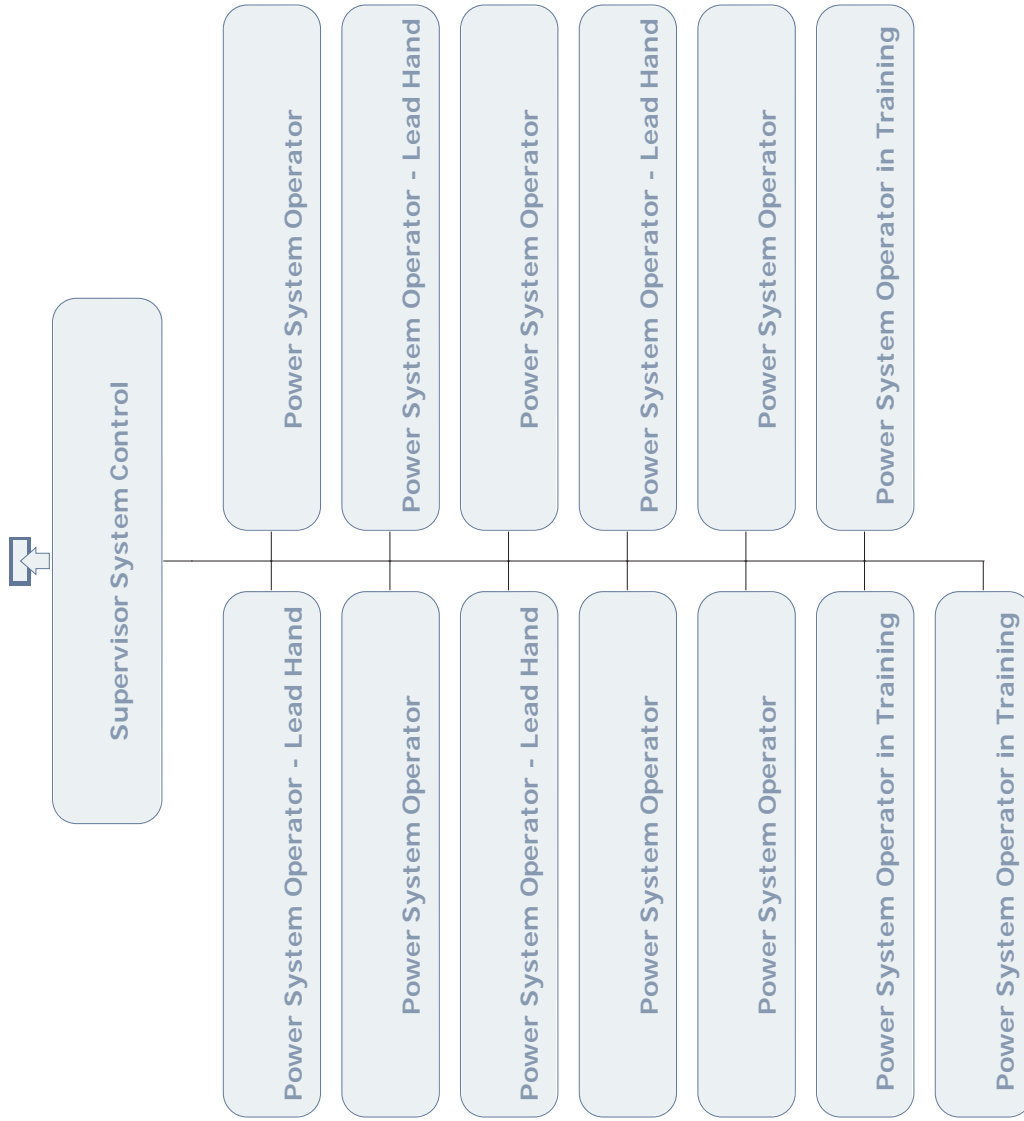 Supervisor System Control
Power System Operator - Lead Hand
Power System Operator
Power System Operator
Power System Operator - Lead Hand
Power System Operator - Lead Hand
Power System Operator
Power System Operator
Power System Operator - Lead Hand
Power System Operator
Power System Operator
Power System Operator in Training
Power System Operator in Training
Power System Operator in Training